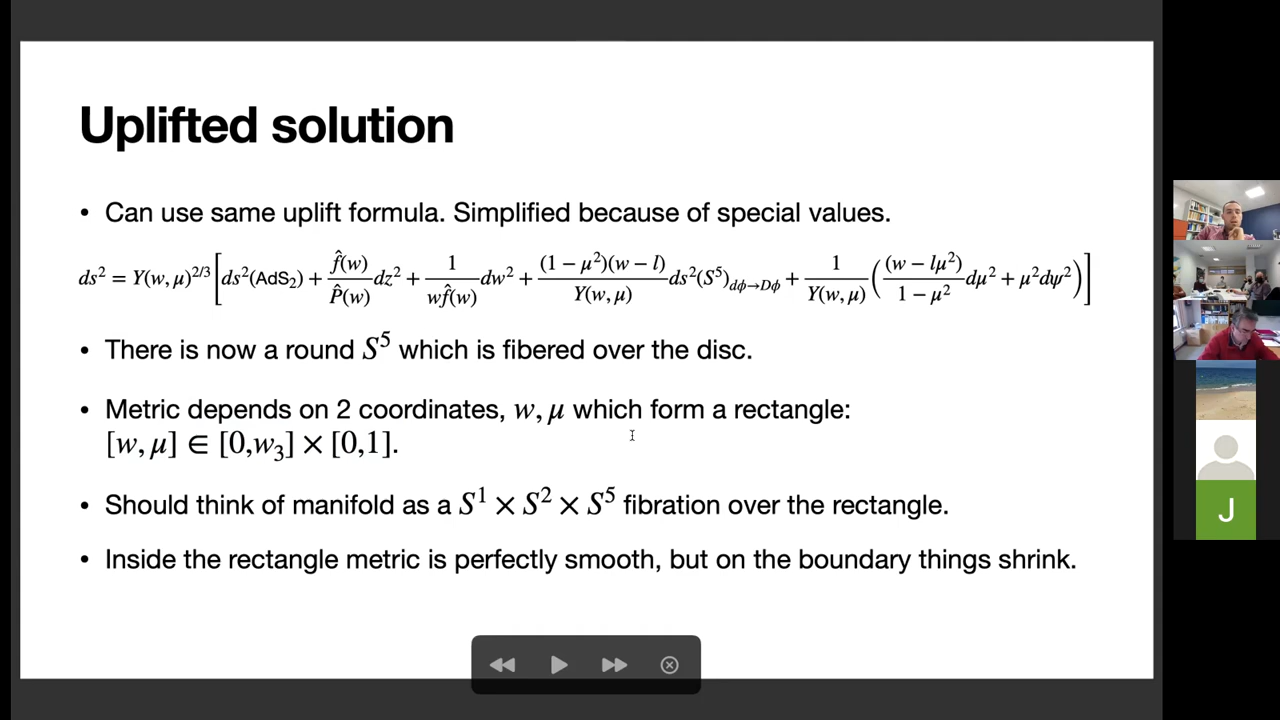 Uplifted solution
• Can use same uplift formula. Simplified because of special values.
ds² = Y(w, μ)^{2/3} [ ds²(AdS₂) + \frac{\hat{f}(w)}{\hat{P}(w)} dz² + \frac{1}{w\hat{f}(w)} dw² + \frac{(1 − μ²)(w − l)}{Y(w, μ)} ds²(S⁵)_{dϕ→Dϕ} + \frac{1}{Y(w, μ)} ( \frac{(w − lμ²)}{1 − μ²} dμ² + μ²dψ² ) ]
• There is now a round S⁵ which is fibered over the disc.
• Metric depends on 2 coordinates, w, μ which form a rectangle:
[w, μ] ∈ [0,w₃] × [0,1].
• Should think of manifold as a S¹ × S² × S⁵ fibration over the rectangle.
• Inside the rectangle metric is perfectly smooth, but on the boundary things shrink.
J